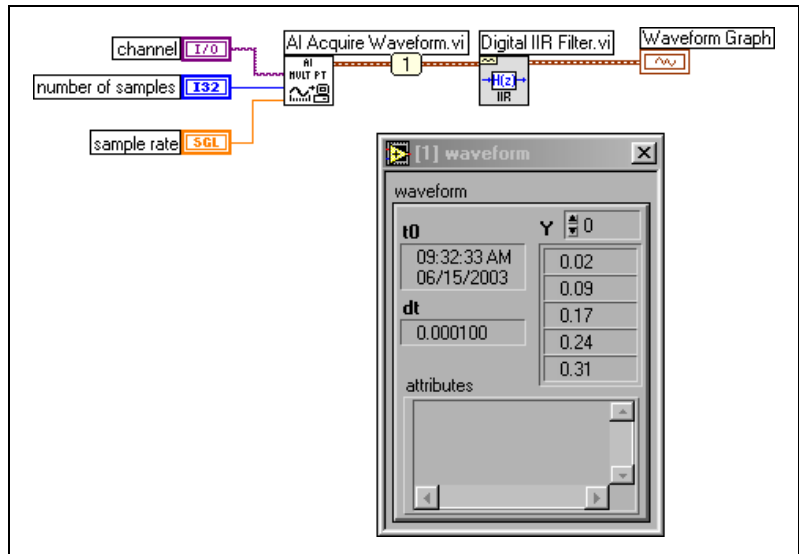 channel I/O
number of samples I32
sample rate SGL
AI Acquire Waveform.vi
AI
MULT PT
1
Digital IIR Filter.vi
H(z)
IIR
Waveform Graph
[1] waveform
waveform
t0
09:32:33 AM
06/15/2003
dt
0.000100
Y 0
0.02
0.09
0.17
0.24
0.31
attributes